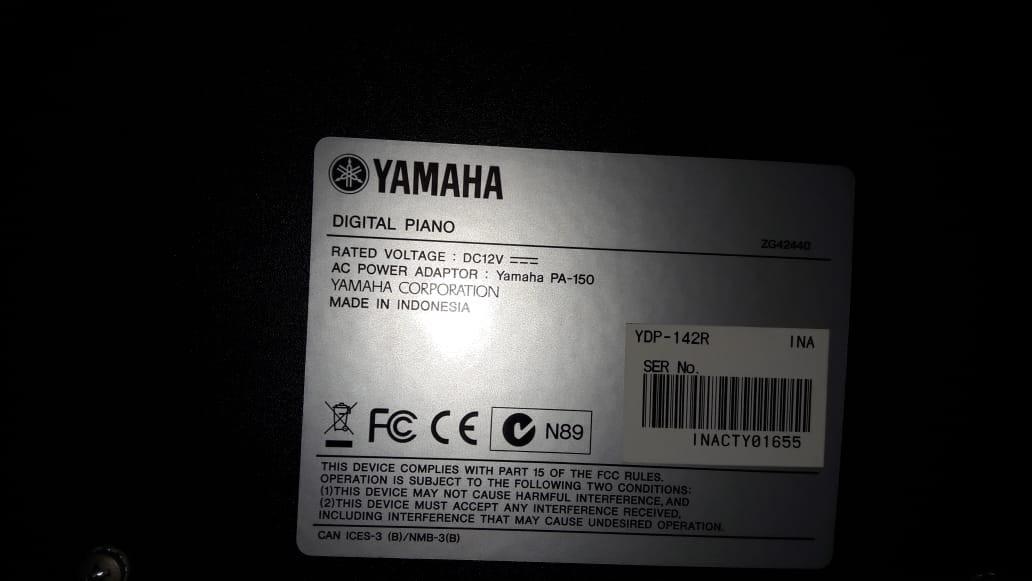 YAMAHA
DIGITAL PIANO
ZG42440
RATED VOLTAGE : DC12V
AC POWER ADAPTOR : Yamaha PA-150
YAMAHA CORPORATION
MADE IN INDONESIA
YDP-142R INA
SER No.
INACTY01655
FC CE N89
THIS DEVICE COMPLIES WITH PART 15 OF THE FCC RULES.
OPERATION IS SUBJECT TO THE FOLLOWING TWO CONDITIONS:
(1)THIS DEVICE MAY NOT CAUSE HARMFUL INTERFERENCE, AND
(2)THIS DEVICE MUST ACCEPT ANY INTERFERENCE RECEIVED,
INCLUDING INTERFERENCE THAT MAY CAUSE UNDESIRED OPERATION.
CAN ICES-3 (B)/NMB-3(B)